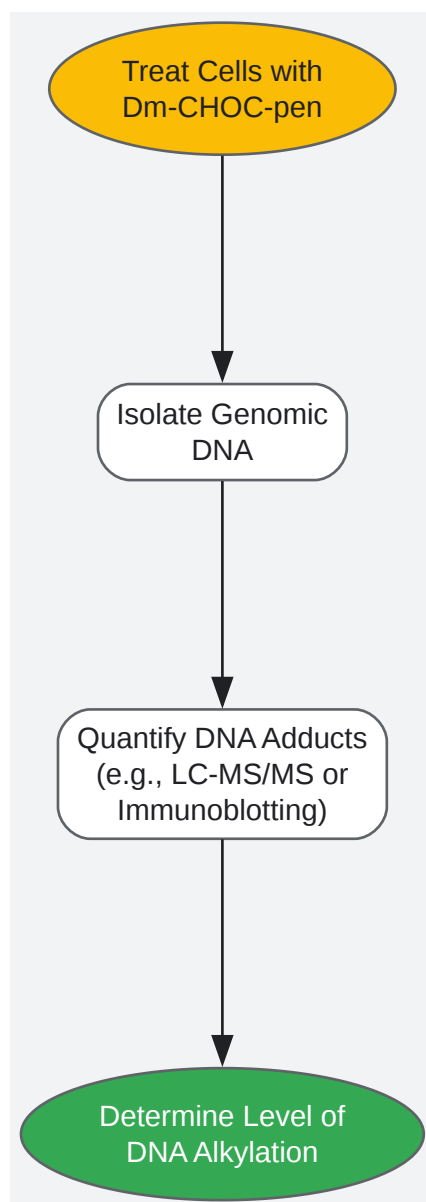 Treat Cells with
Dm-CHOC-pen
Isolate Genomic
DNA
Quantify DNA Adducts
(e.g., LC-MS/MS or
Immunoblotting)
Determine Level of
DNA Alkylation